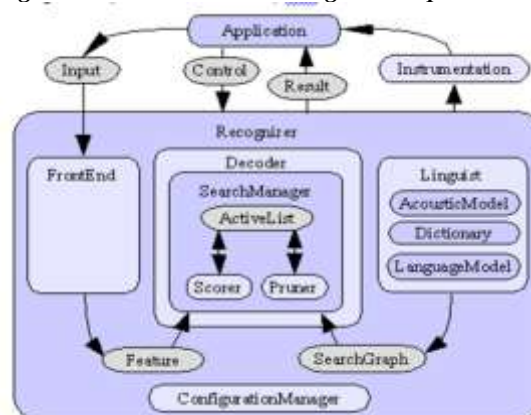 Application
Input
Control
Result
Instrumentation
Recognizer
FrontEnd
Decoder
SearchManager
ActiveList
Scorer
Pruner
Linguist
AcousticModel
Dictionary
LanguageModel
Feature
SearchGraph
ConfigurationManager